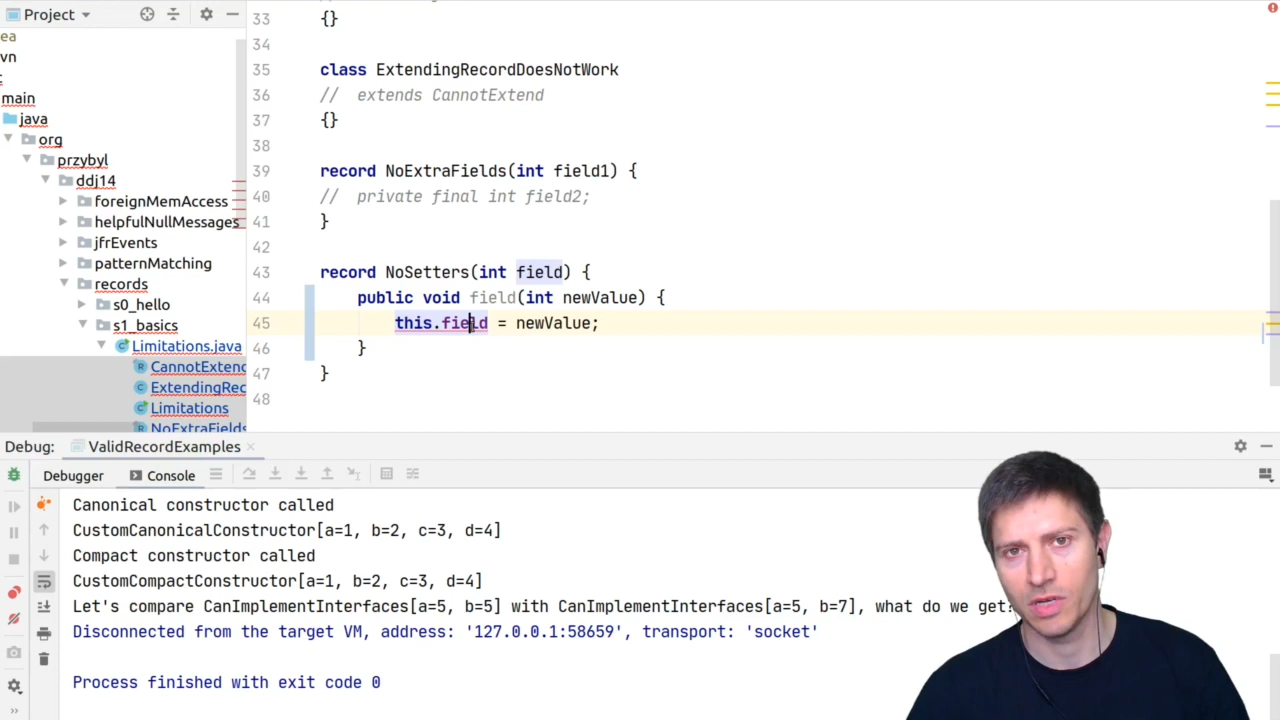 Project
ea
vn
main
java
org
przybyl
ddj14
foreignMemAccess
helpfulNullMessages
jfrEvents
patternMatching
records
s0_hello
s1_basics
Limitations.java
CannotExtend
ExtendingRec
Limitations
NoExtraFields
33 {}
34
35 class ExtendingRecordDoesNotWork
36 //  extends CannotExtend
37 {}
38
39 record NoExtraFields(int field1) {
40 //  private final int field2;
41 }
42
43 record NoSetters(int field) {
44 public void field(int newValue) {
45 this.field = newValue;
46 }
47 }
48
Debug: ValidRecordExamples
Debugger Console
Canonical constructor called
CustomCanonicalConstructor[a=1, b=2, c=3, d=4]
Compact constructor called
CustomCompactConstructor[a=1, b=2, c=3, d=4]
Let's compare CanImplementInterfaces[a=5, b=5] with CanImplementInterfaces[a=5, b=7], what do we get?
Disconnected from the target VM, address: '127.0.0.1:58659', transport: 'socket'
Process finished with exit code 0